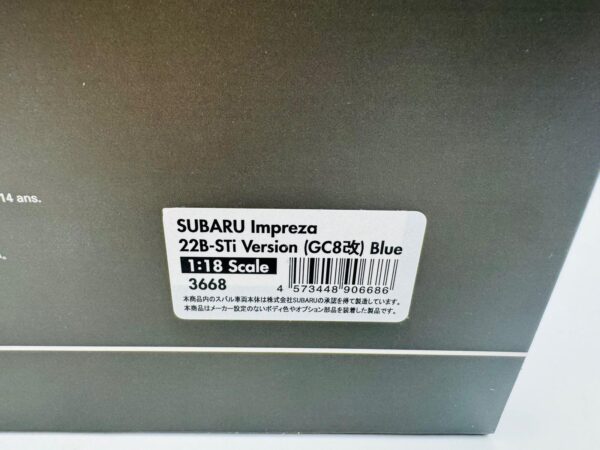 14 ans.
SUBARU Impreza
22B-STi Version (GC8改) Blue
1:18 Scale
3668
4 573448 906686
本商品内のスバル車両本体は株式会社SUBARUの承認を得て製造しています。
本商品はメーカー設定のないボディ色やオプション部品を装着した製品です。